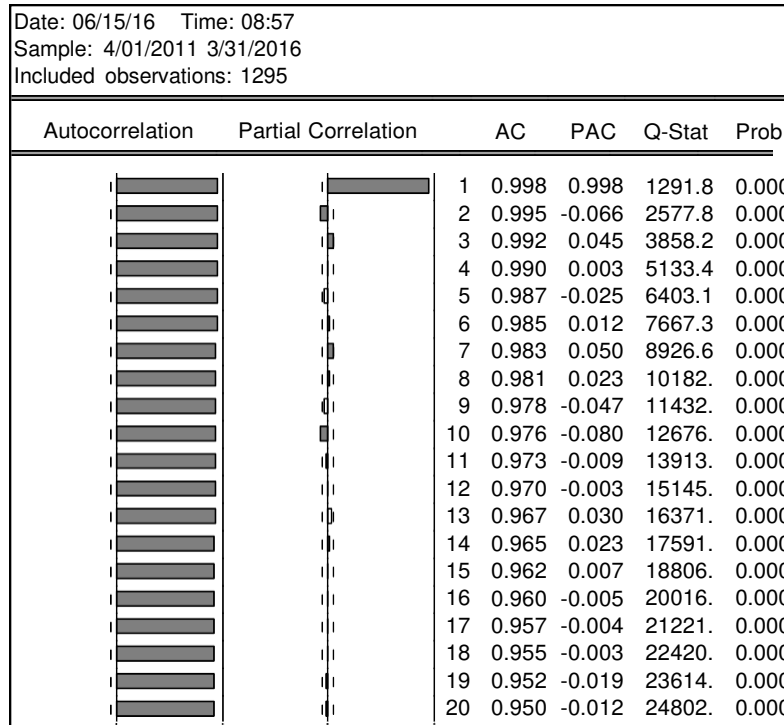 Date: 06/15/16 Time: 08:57
Sample: 4/01/2011 3/31/2016
Included observations: 1295
Autocorrelation Partial Correlation AC PAC Q-Stat Prob
1 0.998 0.998 1291.8 0.000
2 0.995 -0.066 2577.8 0.000
3 0.992 0.045 3858.2 0.000
4 0.990 0.003 5133.4 0.000
5 0.987 -0.025 6403.1 0.000
6 0.985 0.012 7667.3 0.000
7 0.983 0.050 8926.6 0.000
8 0.981 0.023 10182. 0.000
9 0.978 -0.047 11432. 0.000
10 0.976 -0.080 12676. 0.000
11 0.973 -0.009 13913. 0.000
12 0.970 -0.003 15145. 0.000
13 0.967 0.030 16371. 0.000
14 0.965 0.023 17591. 0.000
15 0.962 0.007 18806. 0.000
16 0.960 -0.005 20016. 0.000
17 0.957 -0.004 21221. 0.000
18 0.955 -0.003 22420. 0.000
19 0.952 -0.019 23614. 0.000
20 0.950 -0.012 24802. 0.000